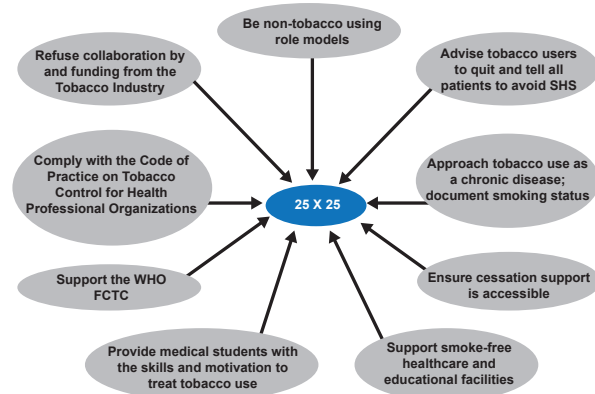 Be non-tobacco using
role models
Refuse collaboration by
and funding from the
Tobacco Industry
Advise tobacco users
to quit and tell all
patients to avoid SHS
Comply with the Code of
Practice on Tobacco
Control for Health
Professional Organizations
25 X 25
Approach tobacco use as
a chronic disease;
document smoking status
Support the WHO
FCTC
Ensure cessation support
is accessible
Provide medical students with
the skills and motivation to
treat tobacco use
Support smoke-free
healthcare and
educational facilities